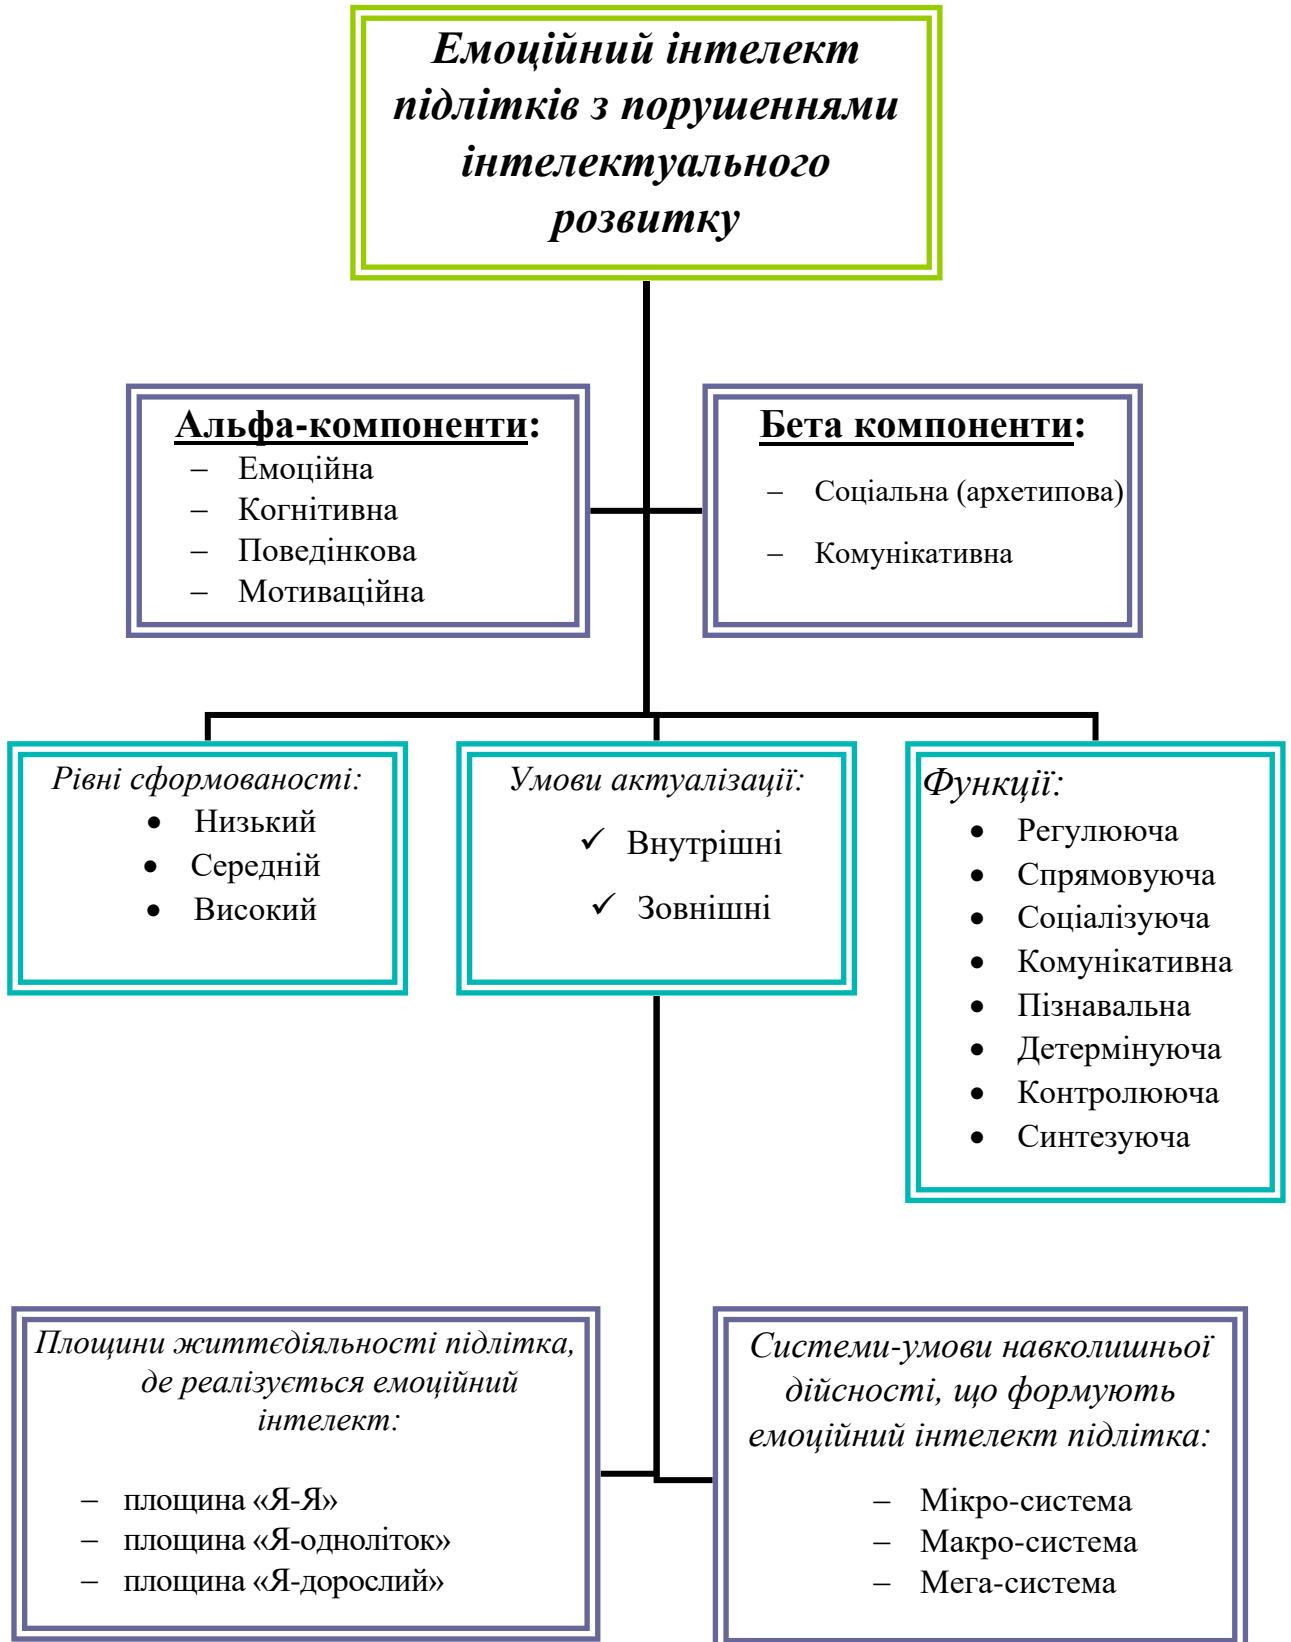 Емоційний інтелект
підлітків з порушеннями
інтелектуального
розвитку
Альфа-компоненти:
– Емоційна
– Когнітивна
– Поведінкова
– Мотиваційна
Бета компоненти:
– Соціальна (архетипова)
– Комунікативна
Рівні сформованості:
• Низький
• Середній
• Високий
Умови актуалізації:
✓ Внутрішні
✓ Зовнішні
Функції:
• Регулююча
• Спрямовуюча
• Соціалізуюча
• Комунікативна
• Пізнавальна
• Детермінуюча
• Контролююча
• Синтезуюча
Площини життєдіяльності підлітка,
де реалізується емоційний
інтелект:
– площина «Я-Я»
– площина «Я-одноліток»
– площина «Я-дорослий»
Системи-умови навколишньої
дійсності, що формують
емоційний інтелект підлітка:
– Мікро-система
– Макро-система
– Мега-система